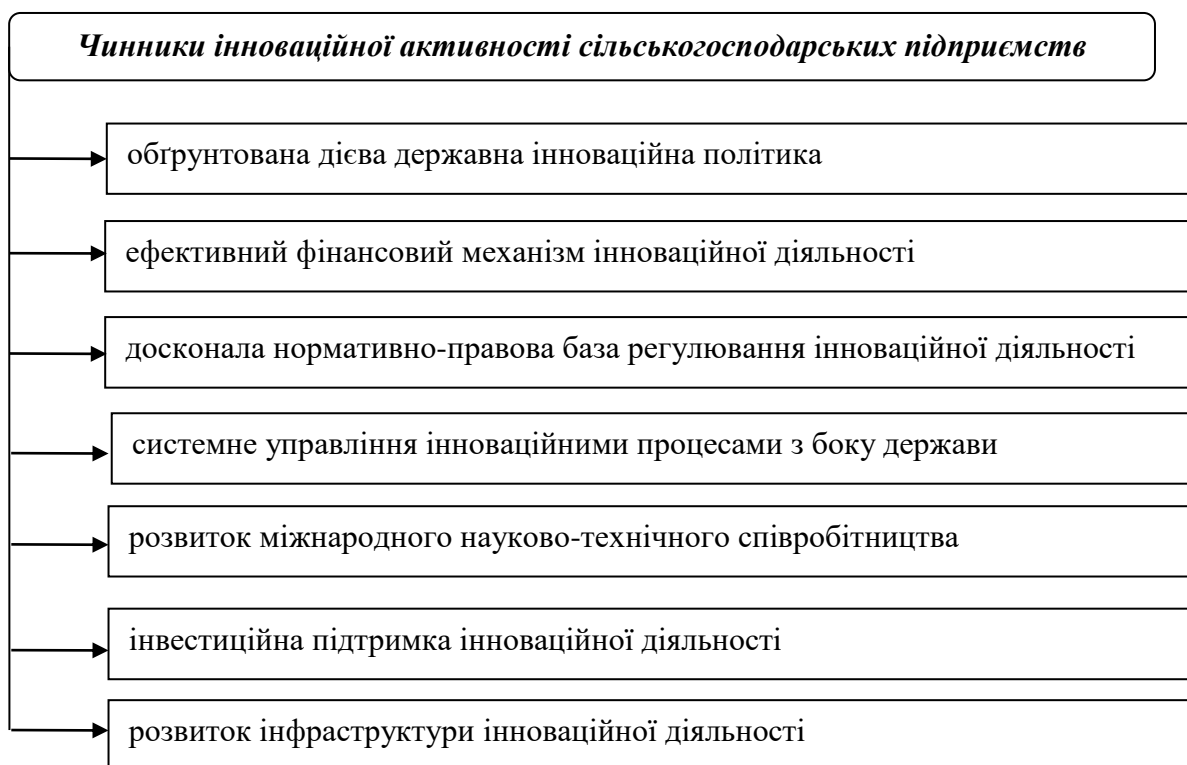 Чинники інноваційної активності сільськогосподарських підприємств
обґрунтована дієва державна інноваційна політика
ефективний фінансовий механізм інноваційної діяльності
досконала нормативно-правова база регулювання інноваційної діяльності
системне управління інноваційними процесами з боку держави
розвиток міжнародного науково-технічного співробітництва
інвестиційна підтримка інноваційної діяльності
розвиток інфраструктури інноваційної діяльності